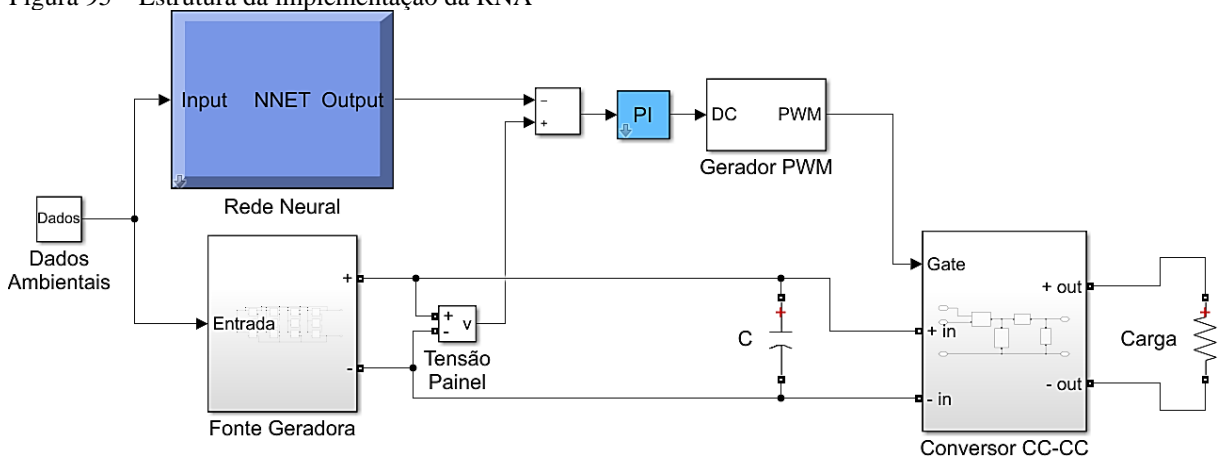 Figura 95 – Estrutura da implementação da RNA
Input NNET Output
Rede Neural
−
+
PI
DC PWM
Gerador PWM
Dados
Dados
Ambientais
Entrada
+
-
Fonte Geradora
+
-
v
Tensão
Painel
+
C
Gate
+ in
- in
+ out
- out
Conversor CC-CC
+
Carga